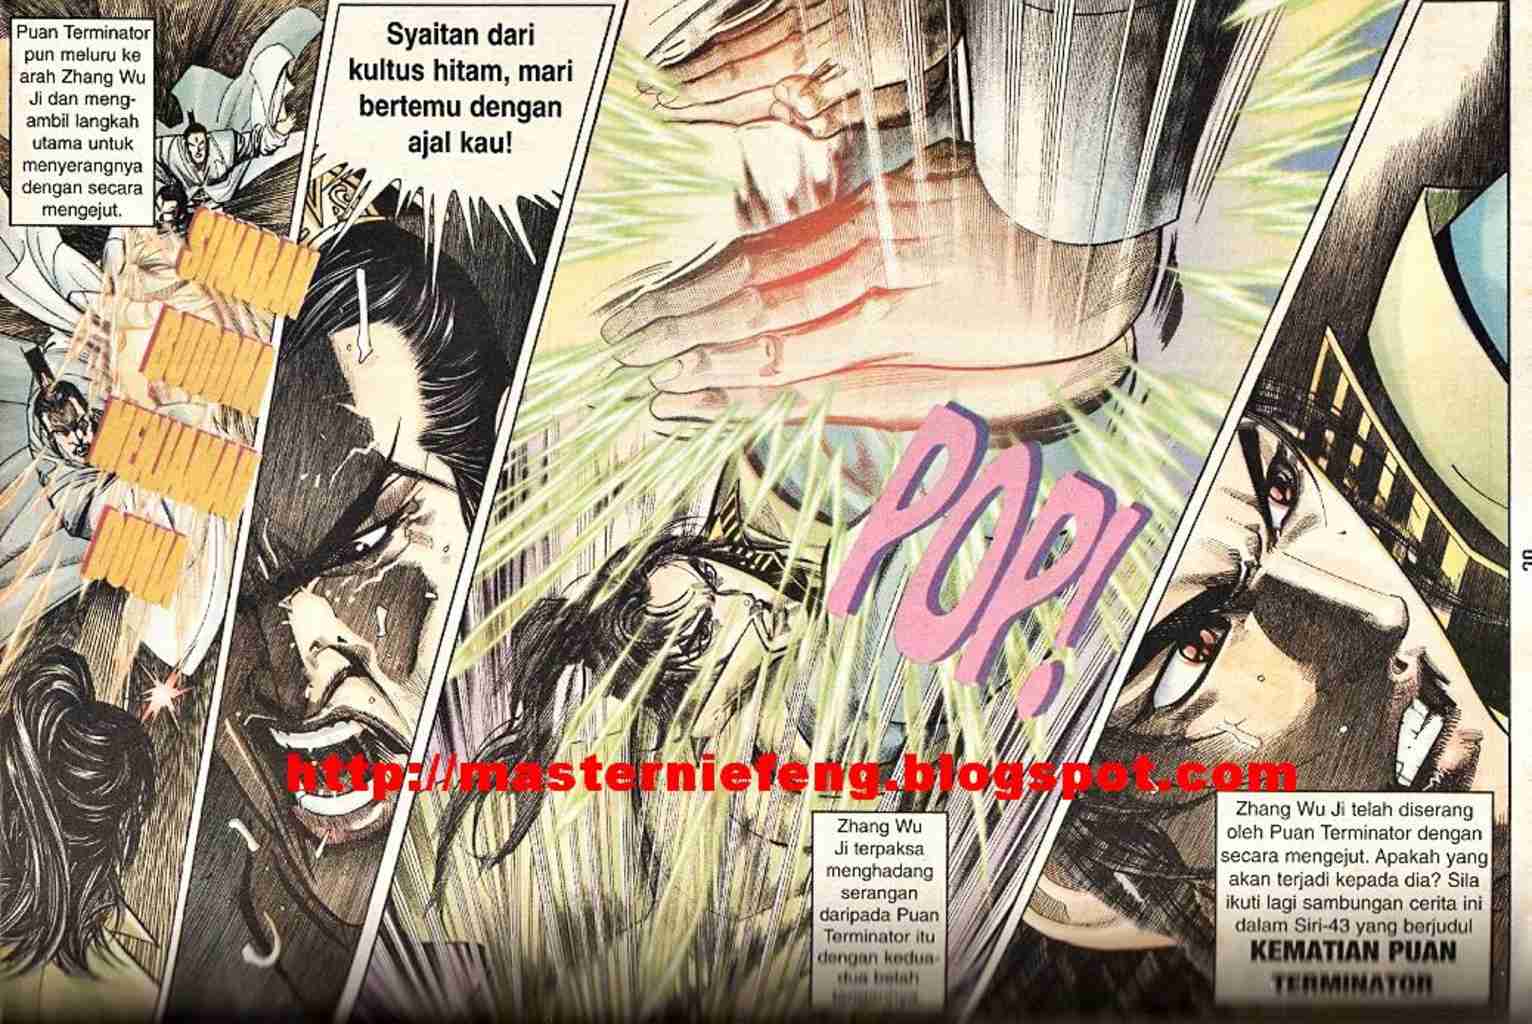 Puan Terminator
pun meluru ke
arah Zhang Wu
Ji dan meng-
ambil langkah
utama untuk
menyerangnya
dengan secara
mengejut.
Syaitan dari
kultus hitam, mari
bertemu dengan
ajal kau!
POP!
http://masterniefeng.blogspot.com
Zhang Wu
Ji terpaksa
menghadang
serangan
daripada Puan
Terminator itu
dengan kedua-
dua belah
Zhang Wu Ji telah diserang
oleh Puan Terminator dengan
secara mengejut. Apakah yang
akan terjadi kepada dia? Sila
ikuti lagi sambungan cerita ini
dalam Siri-43 yang berjudul
KEMATIAN PUAN
TERMINATOR